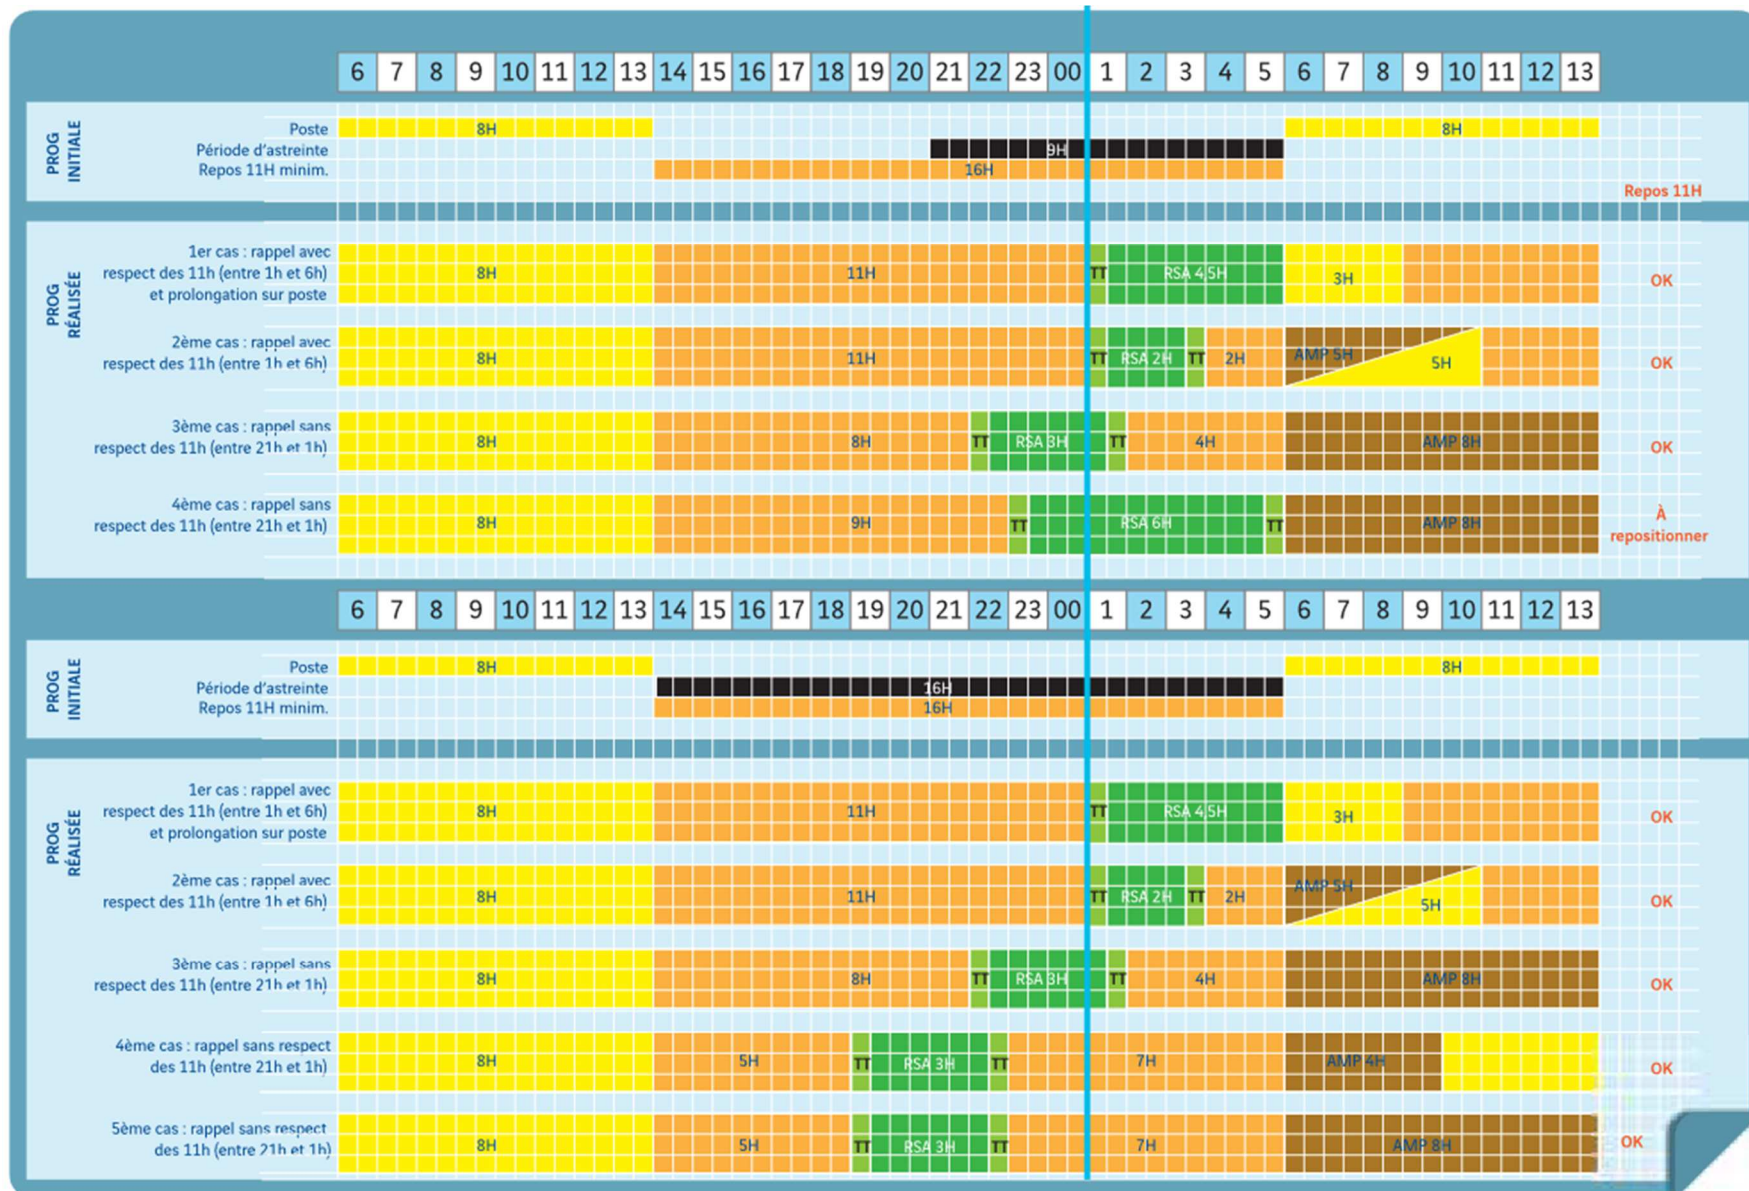 6 7 8 9 10 11 12 13 14 15 16 17 18 19 20 21 22 23 00 1 2 3 4 5 6 7 8 9 10 11 12 13
PROG
INITIALE
Poste 8H 8H
Période d'astreinte 9H
Repos 11H minim. 16H
Repos 11H
PROG
RÉALISÉE
1er cas : rappel avec
respect des 11h (entre 1h et 6h)
et prolongation sur poste
8H 11H TT RSA 4,5H 3H OK
2ème cas : rappel avec
respect des 11h (entre 1h et 6h)
8H 11H TT RSA 2H TT 2H AMP 5H 5H OK
3ème cas : rappel sans
respect des 11h (entre 21h et 1h)
8H 8H TT RSA 3H TT 4H AMP 8H OK
4ème cas : rappel sans
respect des 11h (entre 21h et 1h)
8H 9H TT RSA 6H TT AMP 8H
À
repositionner
6 7 8 9 10 11 12 13 14 15 16 17 18 19 20 21 22 23 00 1 2 3 4 5 6 7 8 9 10 11 12 13
PROG
INITIALE
Poste 8H 8H
Période d'astreinte 16H
Repos 11H minim. 16H
PROG
RÉALISÉE
1er cas : rappel avec
respect des 11h (entre 1h et 6h)
et prolongation sur poste
8H 11H TT RSA 4,5H 3H OK
2ème cas : rappel avec
respect des 11h (entre 1h et 6h)
8H 11H TT RSA 2H TT 2H AMP 5H 5H OK
3ème cas : rappel sans
respect des 11h (entre 21h et 1h)
8H 8H TT RSA 3H TT 4H AMP 8H OK
4ème cas : rappel sans respect
des 11h (entre 21h et 1h)
8H 5H TT RSA 3H TT 7H AMP 4H OK
5ème cas : rappel sans respect
des 11h (entre 21h et 1h)
8H 5H TT RSA 3H TT 7H AMP 8H OK